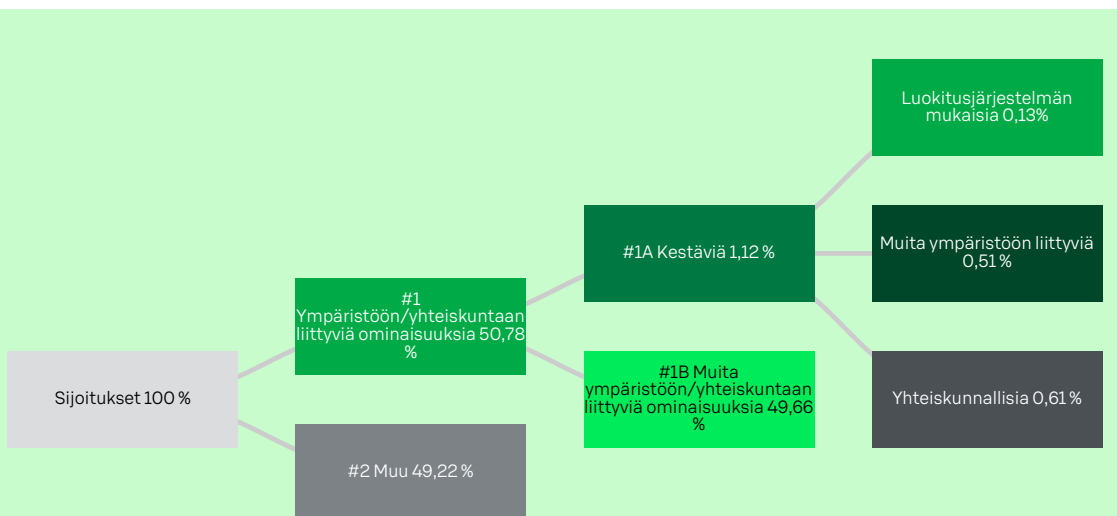 Sijoitukset 100 %
#1
Ympäristöön/yhteiskuntaan
liittyviä ominaisuuksia 50,78
%
#2 Muu 49,22 %
#1A Kestäviä 1,12 %
#1B Muita
ympäristöön/yhteiskuntaan
liittyviä ominaisuuksia 49,66
%
Luokitusjärjestelmän
mukaisia 0,13%
Muita ympäristöön liittyviä
0,51 %
Yhteiskunnallisia 0,61 %